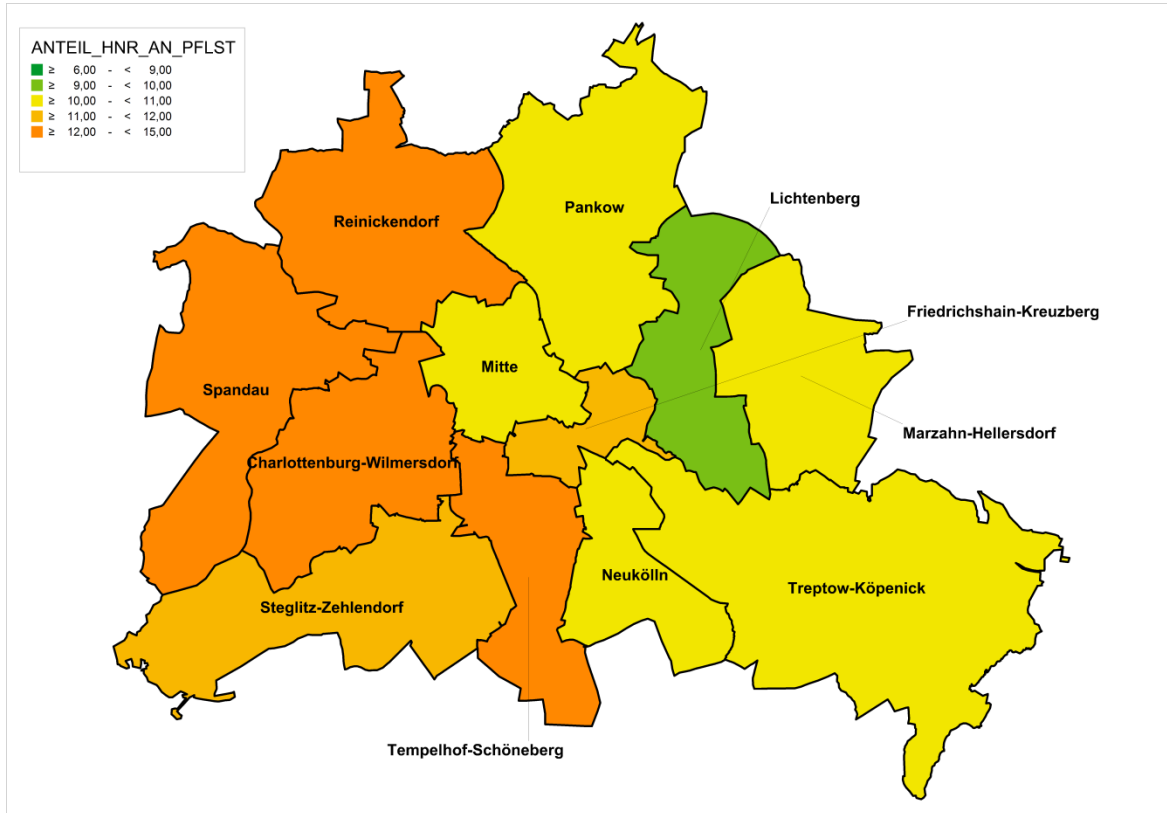 ANTEIL_HNR_AN_PFLST
≥ 6,00 - < 9,00
≥ 9,00 - < 10,00
≥ 10,00 - < 11,00
≥ 11,00 - < 12,00
≥ 12,00 - < 15,00
Lichtenberg
Pankow
Reinickendorf
Friedrichshain-Kreuzberg
Mitte
Spandau
Marzahn-Hellersdorf
Charlottenburg-Wilmersdorf
Neukölln
Treptow-Köpenick
Steglitz-Zehlendorf
Tempelhof-Schöneberg